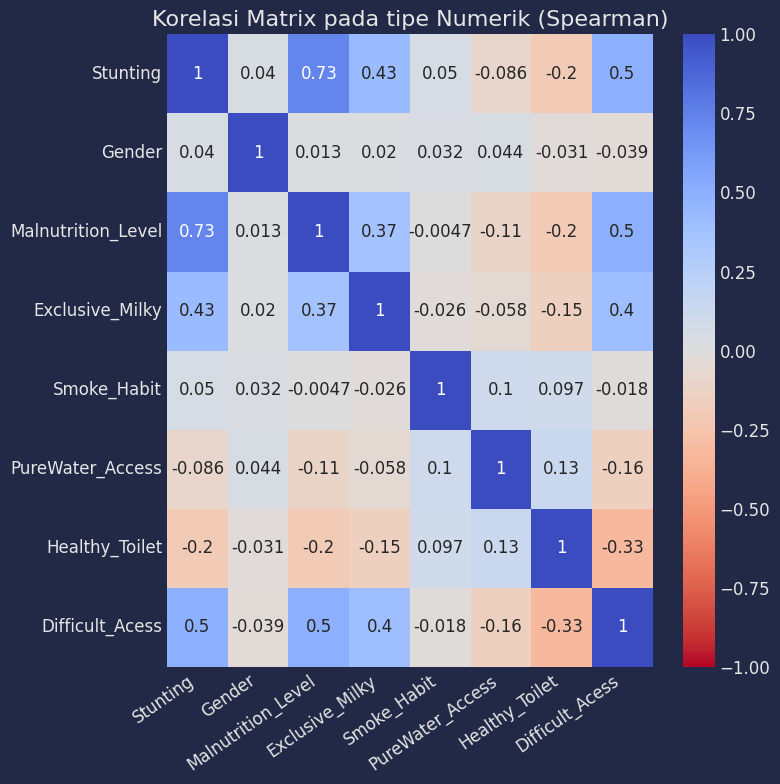 Korelasi Matrix pada tipe Numerik (Spearman)
Stunting 1 0.04 0.73 0.43 0.05 -0.086 -0.2 0.5
Gender 0.04 1 0.013 0.02 0.032 0.044 -0.031 -0.039
Malnutrition_Level 0.73 0.013 1 0.37 -0.0047 -0.11 -0.2 0.5
Exclusive_Milky 0.43 0.02 0.37 1 -0.026 -0.058 -0.15 0.4
Smoke_Habit 0.05 0.032 -0.0047 -0.026 1 0.1 0.097 -0.018
PureWater_Access -0.086 0.044 -0.11 -0.058 0.1 1 0.13 -0.16
Healthy_Toilet -0.2 -0.031 -0.2 -0.15 0.097 0.13 1 -0.33
Difficult_Acess 0.5 -0.039 0.5 0.4 -0.018 -0.16 -0.33 1
Stunting
Gender
Malnutrition_Level
Exclusive_Milky
Smoke_Habit
PureWater_Access
Healthy_Toilet
Difficult_Acess
1.00
0.75
0.50
0.25
0.00
−0.25
−0.50
−0.75
−1.00